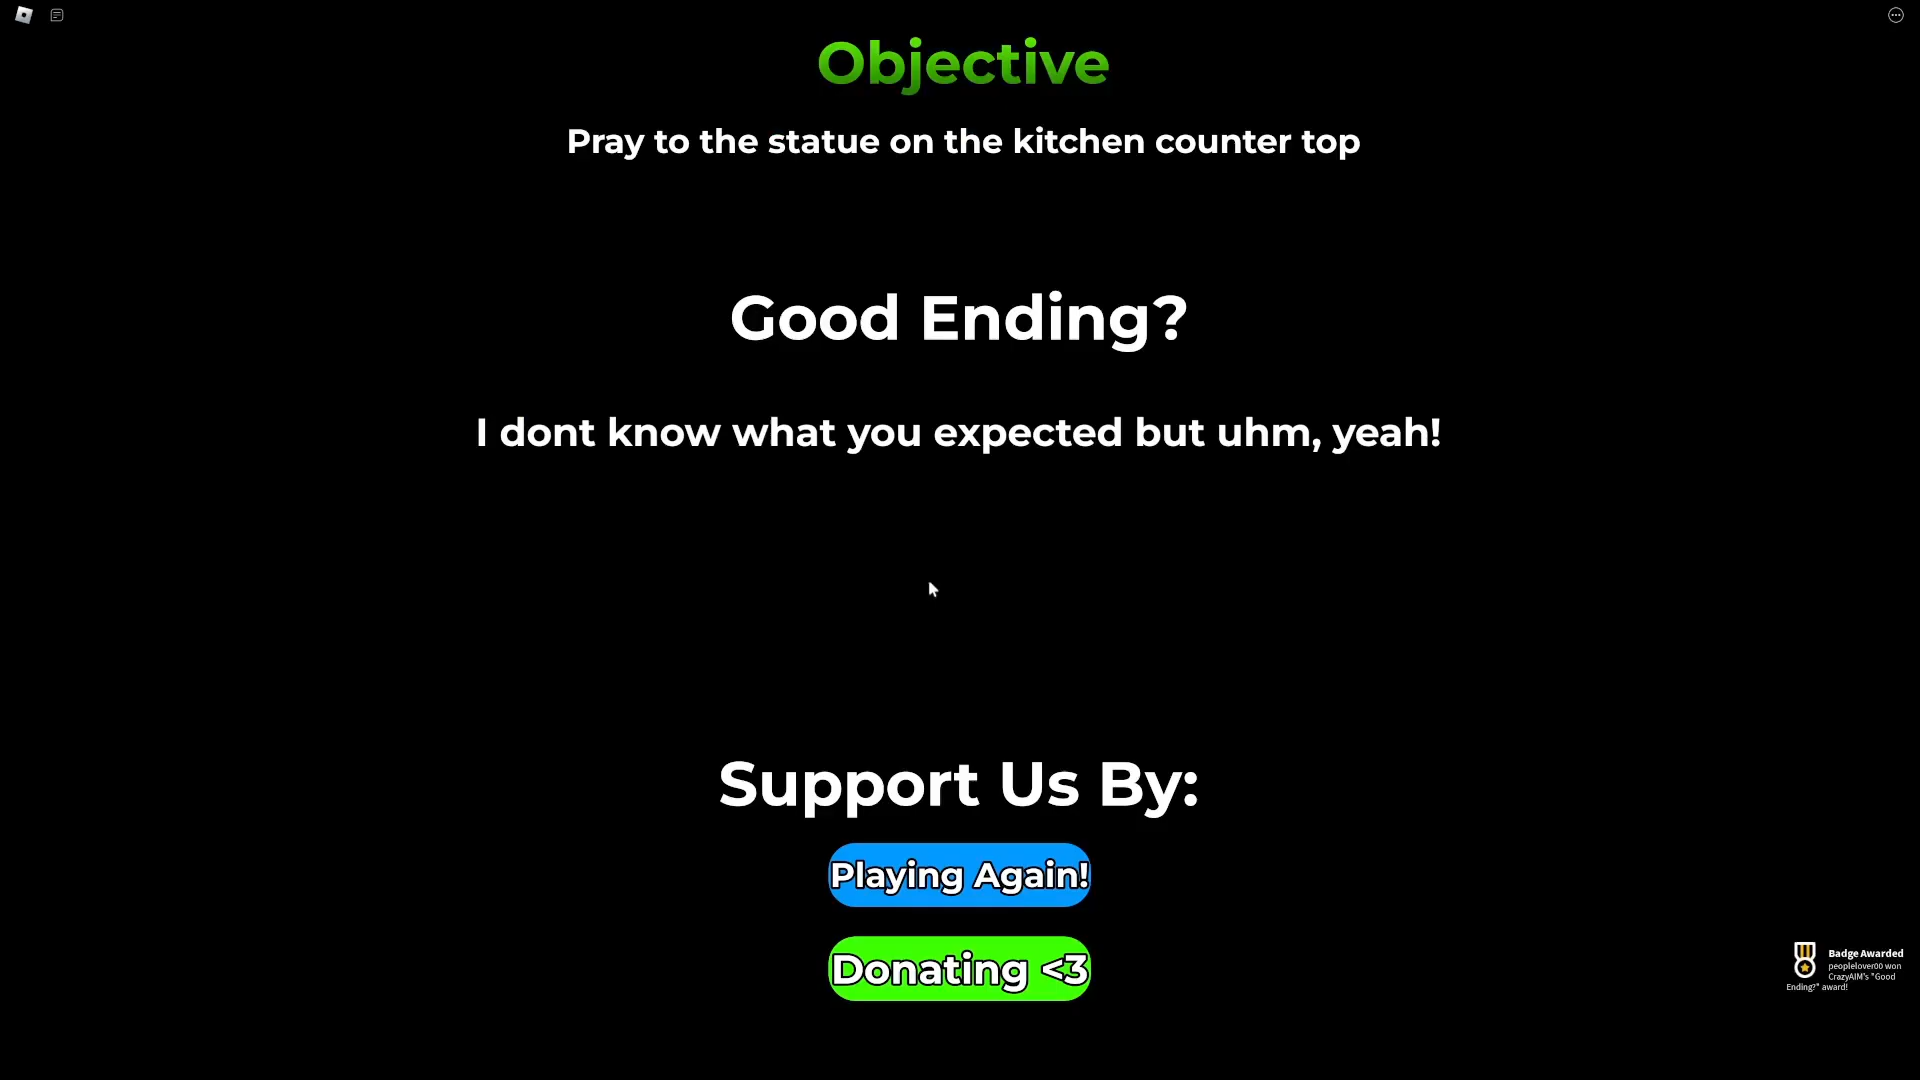 Objective
Pray to the statue on the kitchen counter top
Good Ending?
I dont know what you expected but uhm, yeah!
Support Us By:
Playing Again!
Donating <3
Badge Awarded
peoplelover00 won
CrazyAIM's "Good
Ending?" award!